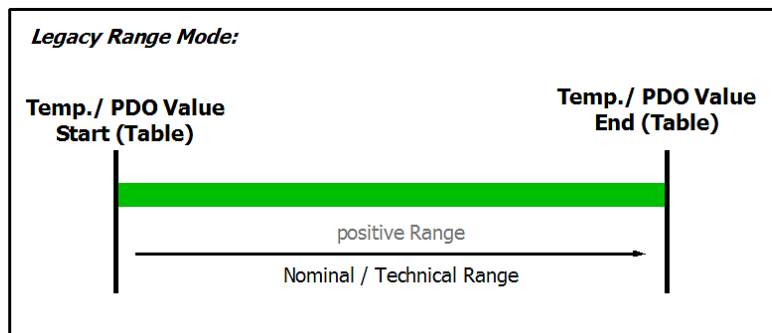 Legacy Range Mode:
Temp./ PDO Value
Start (Table)
Temp./ PDO Value
End (Table)
positive Range
Nominal / Technical Range